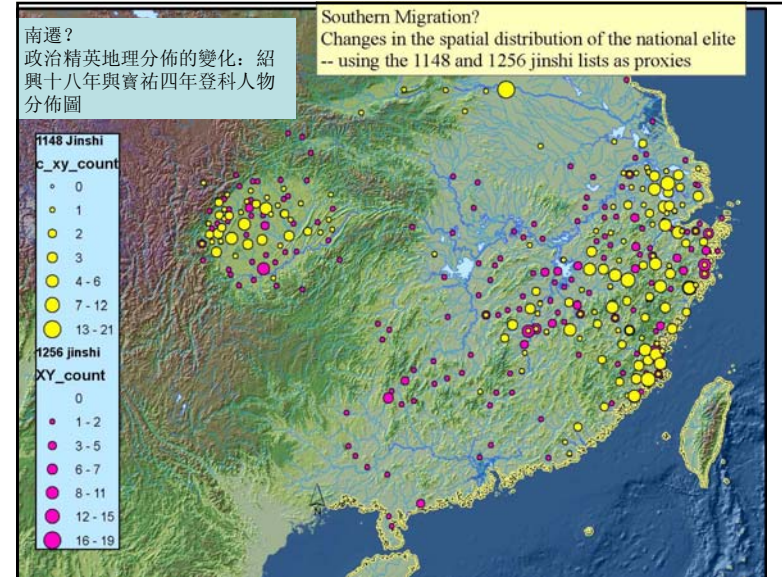 南遷？
政治精英地理分佈的變化：紹
興十八年與寶祐四年登科人物
分佈圖
Southern Migration?
Changes in the spatial distribution of the national elite
-- using the 1148 and 1256 jinshi lists as proxies
1148 Jinshi
c_xy_count
0
1
2
3
4 - 6
7 - 12
13 - 21
1256 jinshi
XY_count
0
1 - 2
3 - 5
6 - 7
8 - 11
12 - 15
16 - 19
N